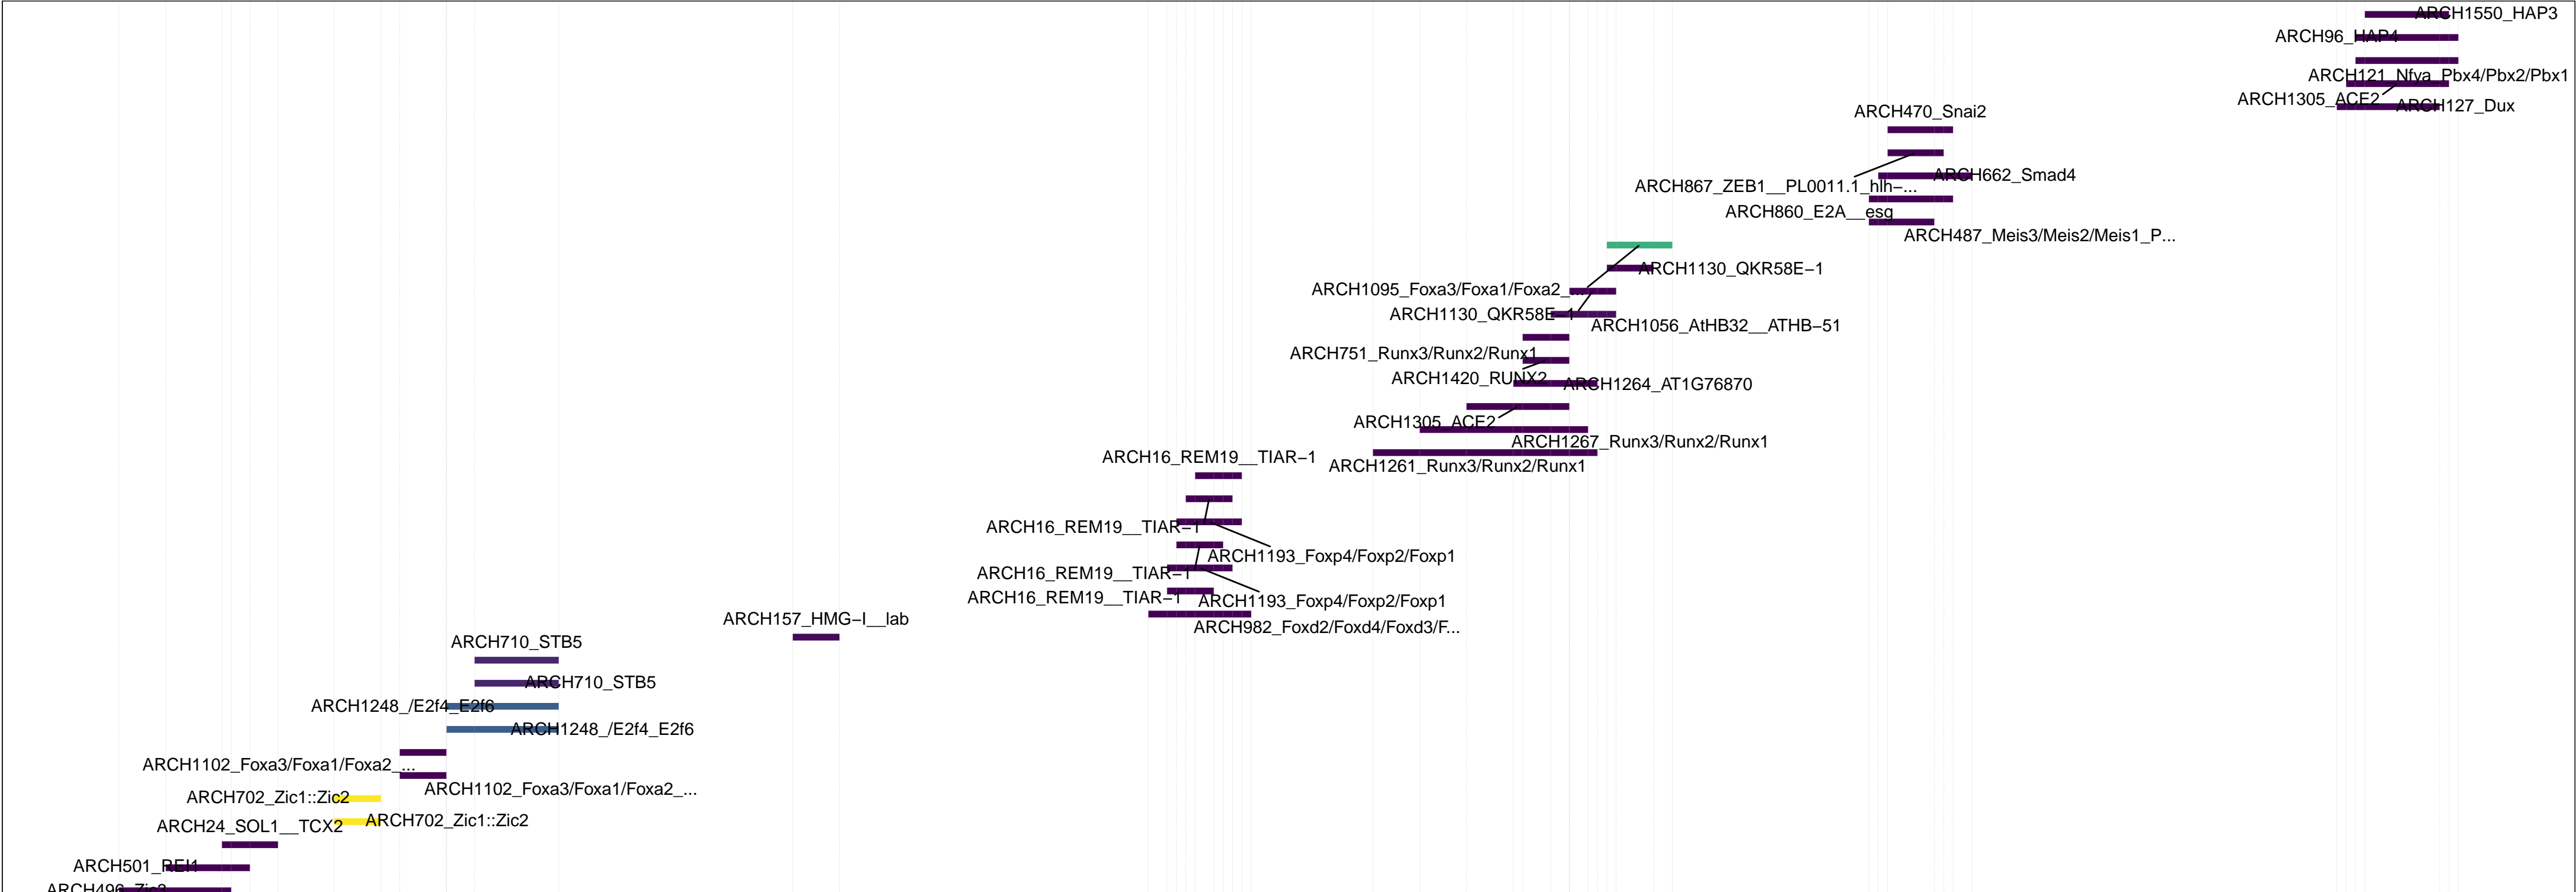 ARCH1550_HAP3
ARCH96_HAP4
ARCH121_Nfya_Pbx4/Pbx2/Pbx1
ARCH1305_ACE2
ARCH127_Dux
ARCH470_Snai2
ARCH662_Smad4
ARCH867_ZEB1__PL0011.1_hlh−...
ARCH860_E2A__esg
ARCH487_Meis3/Meis2/Meis1_P...
ARCH1130_QKR58E−1
ARCH1095_Foxa3/Foxa1/Foxa2_...
ARCH1130_QKR58E−1
ARCH1056_AtHB32__ATHB−51
ARCH751_Runx3/Runx2/Runx1
ARCH1420_RUNX2
ARCH1264_AT1G76870
ARCH1305_ACE2
ARCH1267_Runx3/Runx2/Runx1
ARCH16_REM19__TIAR−1
ARCH1261_Runx3/Runx2/Runx1
ARCH16_REM19__TIAR−1
ARCH1193_Foxp4/Foxp2/Foxp1
ARCH16_REM19__TIAR−1
ARCH16_REM19__TIAR−1
ARCH1193_Foxp4/Foxp2/Foxp1
ARCH157_HMG−I__lab
ARCH982_Foxd2/Foxd4/Foxd3/F...
ARCH710_STB5
ARCH710_STB5
ARCH1248_/E2f4_E2f6
ARCH1248_/E2f4_E2f6
ARCH1102_Foxa3/Foxa1/Foxa2_...
ARCH1102_Foxa3/Foxa1/Foxa2_...
ARCH702_Zic1::Zic2
ARCH702_Zic1::Zic2
ARCH24_SOL1__TCX2
ARCH501_REI1
ARCH496_Zic3